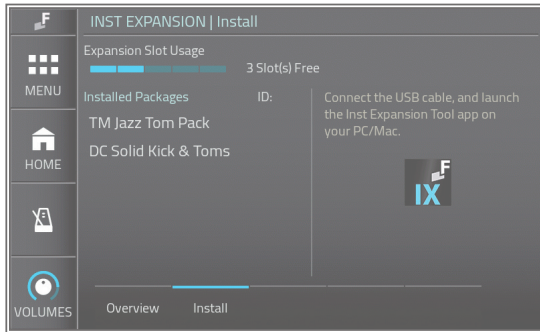 F
INST EXPANSION | Install
Expansion Slot Usage
3 Slot(s) Free
MENU
Installed Packages
ID:
TM Jazz Tom Pack
DC Solid Kick & Toms
Connect the USB cable, and launch
the Inst Expansion Tool app on
your PC/Mac.
F
IX
HOME
VOLUMES
Overview
Install